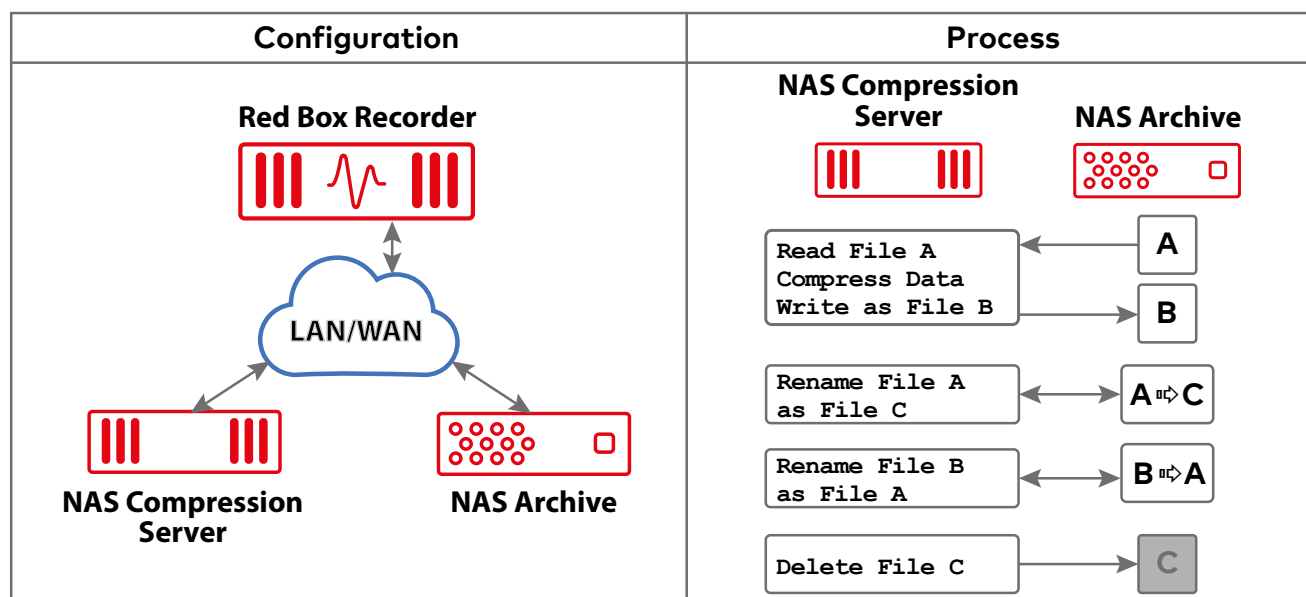 Configuration
Red Box Recorder
LAN/WAN
NAS Compression
Server
NAS Archive
Process
NAS Compression
Server
NAS Archive
Read File A
Compress Data
Write as File B
A
B
Rename File A
as File C
A ⇨ C
Rename File B
as File A
B ⇨ A
Delete File C
C